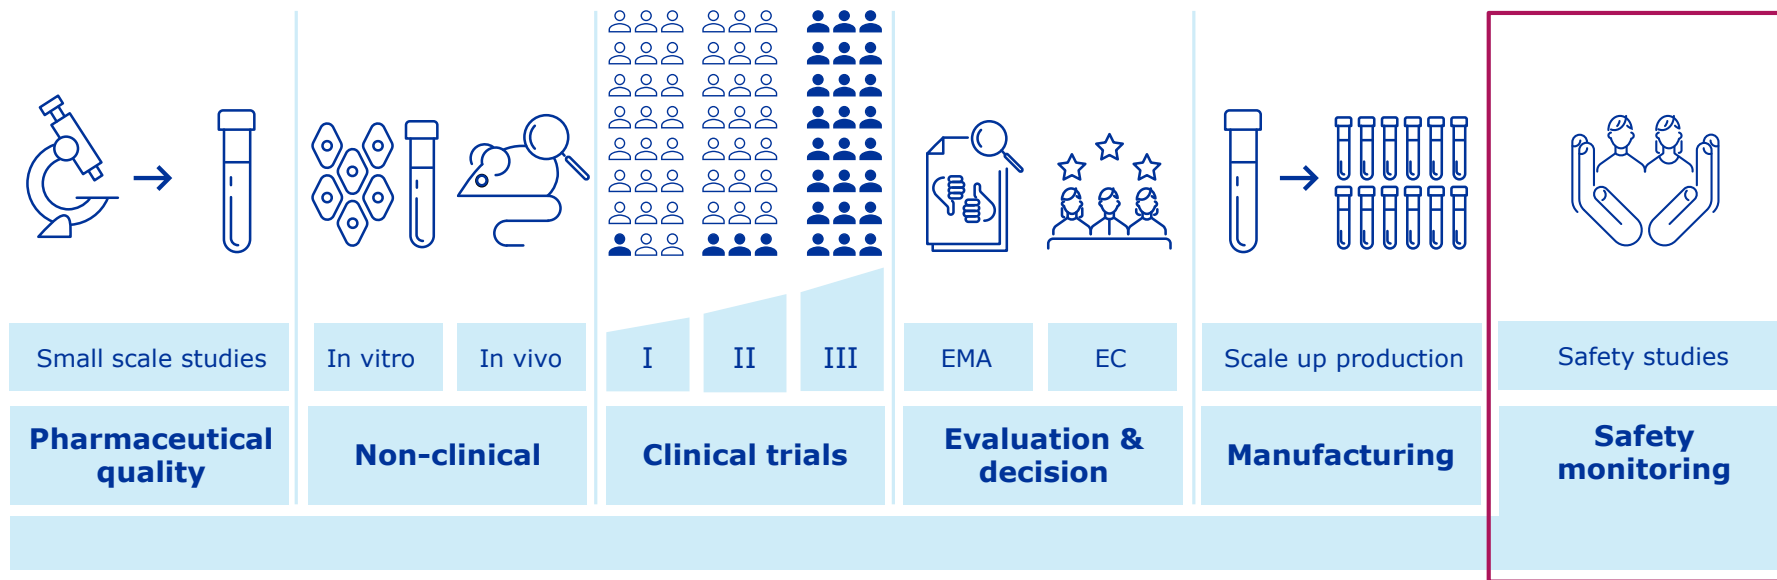 Small scale studies
In vitro
In vivo
I
II
III
EMA
EC
Scale up production
Safety studies
Pharmaceutical
quality
Non-clinical
Clinical trials
Evaluation &
decision
Manufacturing
Safety
monitoring